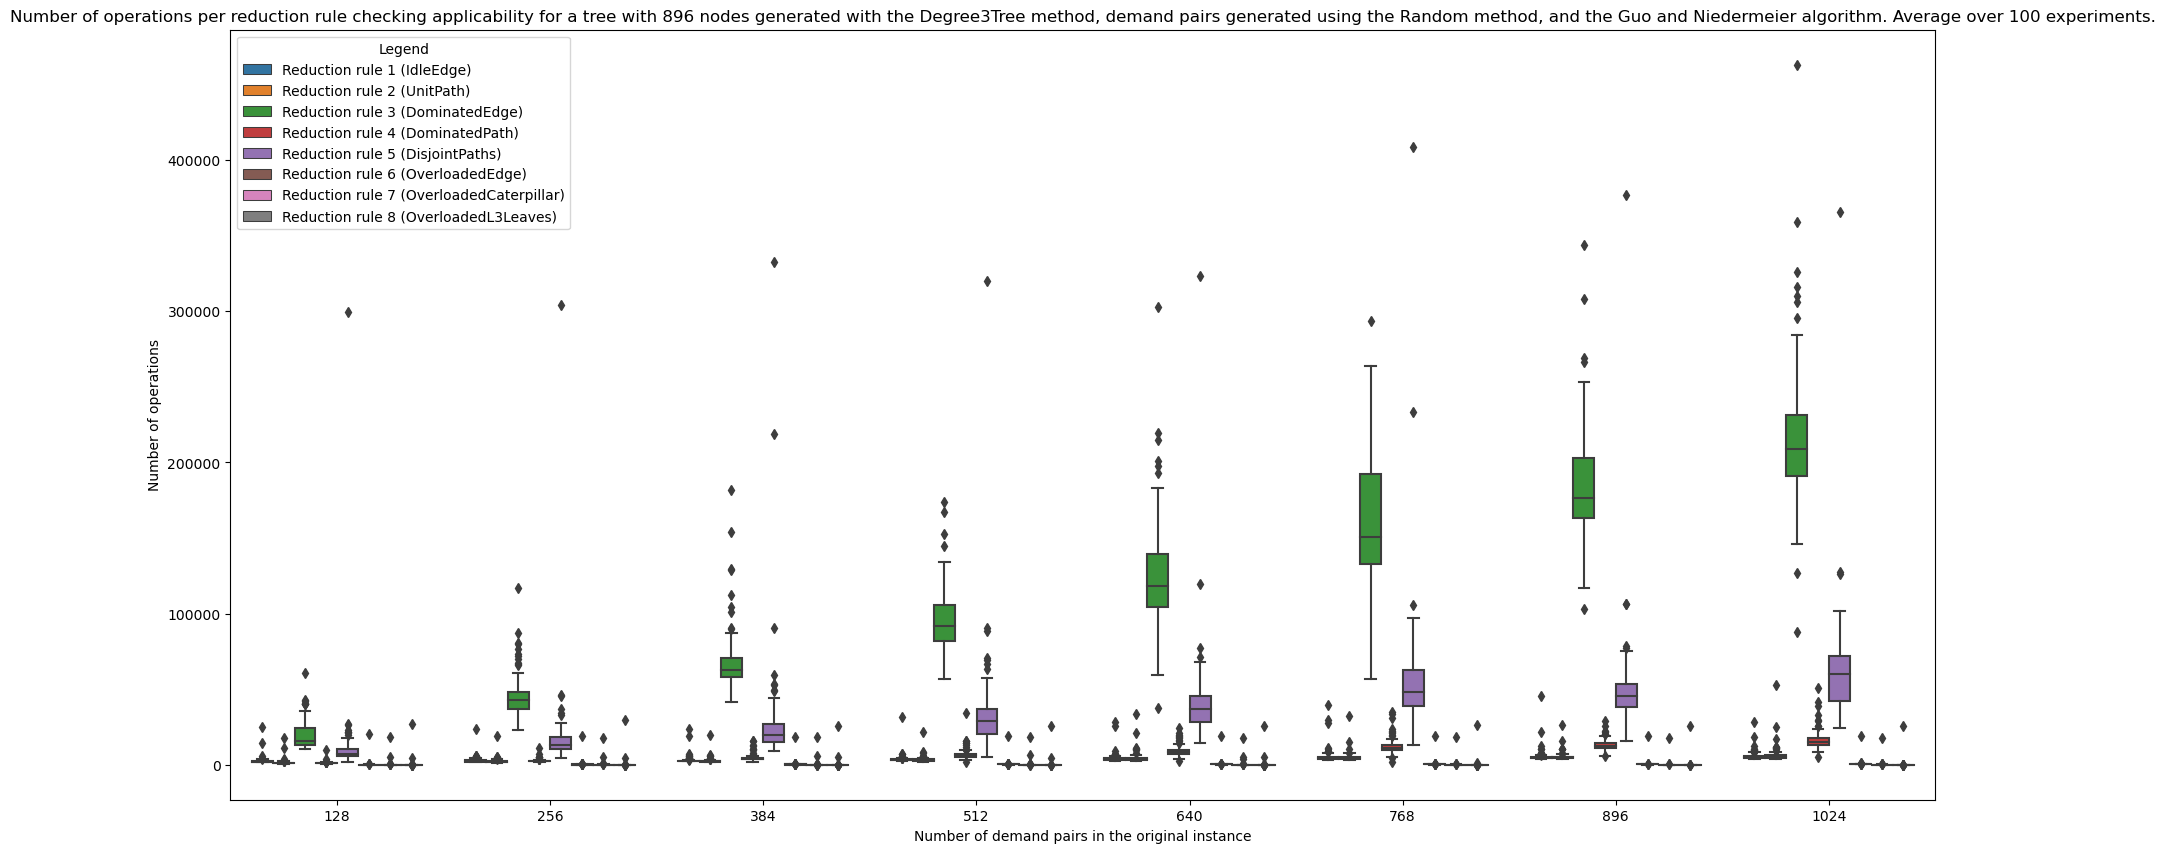 Number of operations per reduction rule checking applicability for a tree with 896 nodes generated with the Degree3Tree method, demand pairs generated using the Random method, and the Guo and Niedermeier algorithm. Average over 100 experiments.
Legend
Reduction rule 1 (IdleEdge)
Reduction rule 2 (UnitPath)
Reduction rule 3 (DominatedEdge)
Reduction rule 4 (DominatedPath)
Reduction rule 5 (DisjointPaths)
Reduction rule 6 (OverloadedEdge)
Reduction rule 7 (OverloadedCaterpillar)
Reduction rule 8 (OverloadedL3Leaves)
Number of operations
400000
300000
200000
100000
0
128 256 384 512 640 768 896 1024
Number of demand pairs in the original instance